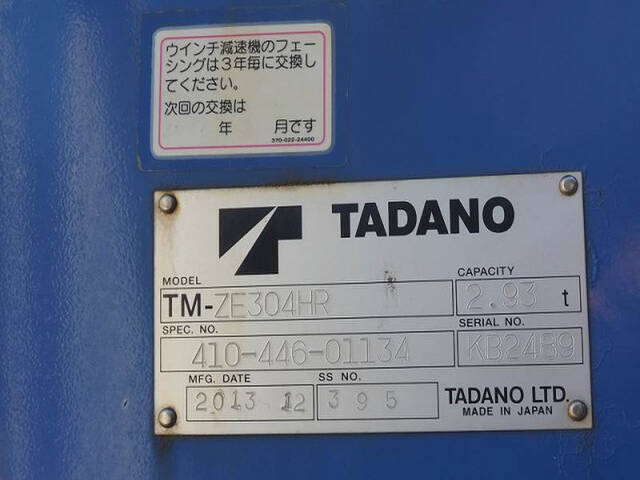 ウインチ減速機のフェー
シングは3年毎に交換し
てください。
次回の交換は
年 月です
370-022-24400
TADANO
MODEL CAPACITY
TM-ZE304HR 2.93 t
SPEC. NO. SERIAL NO.
410-446-01134 KB2489
MFG. DATE SS NO.
2013 12 395 TADANO LTD.
MADE IN JAPAN